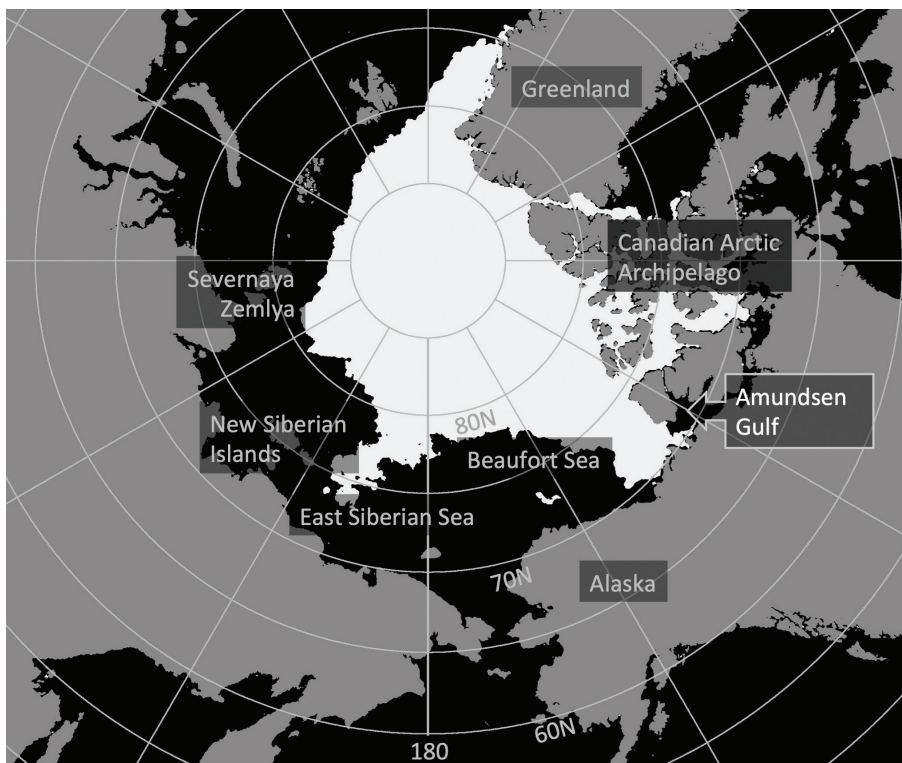 Greenland
Canadian Arctic
Archipelago
Severnaya
Zemlya
Amundsen
Gulf
80N
New Siberian
Islands
Beaufort Sea
East Siberian Sea
70N
Alaska
60N
180